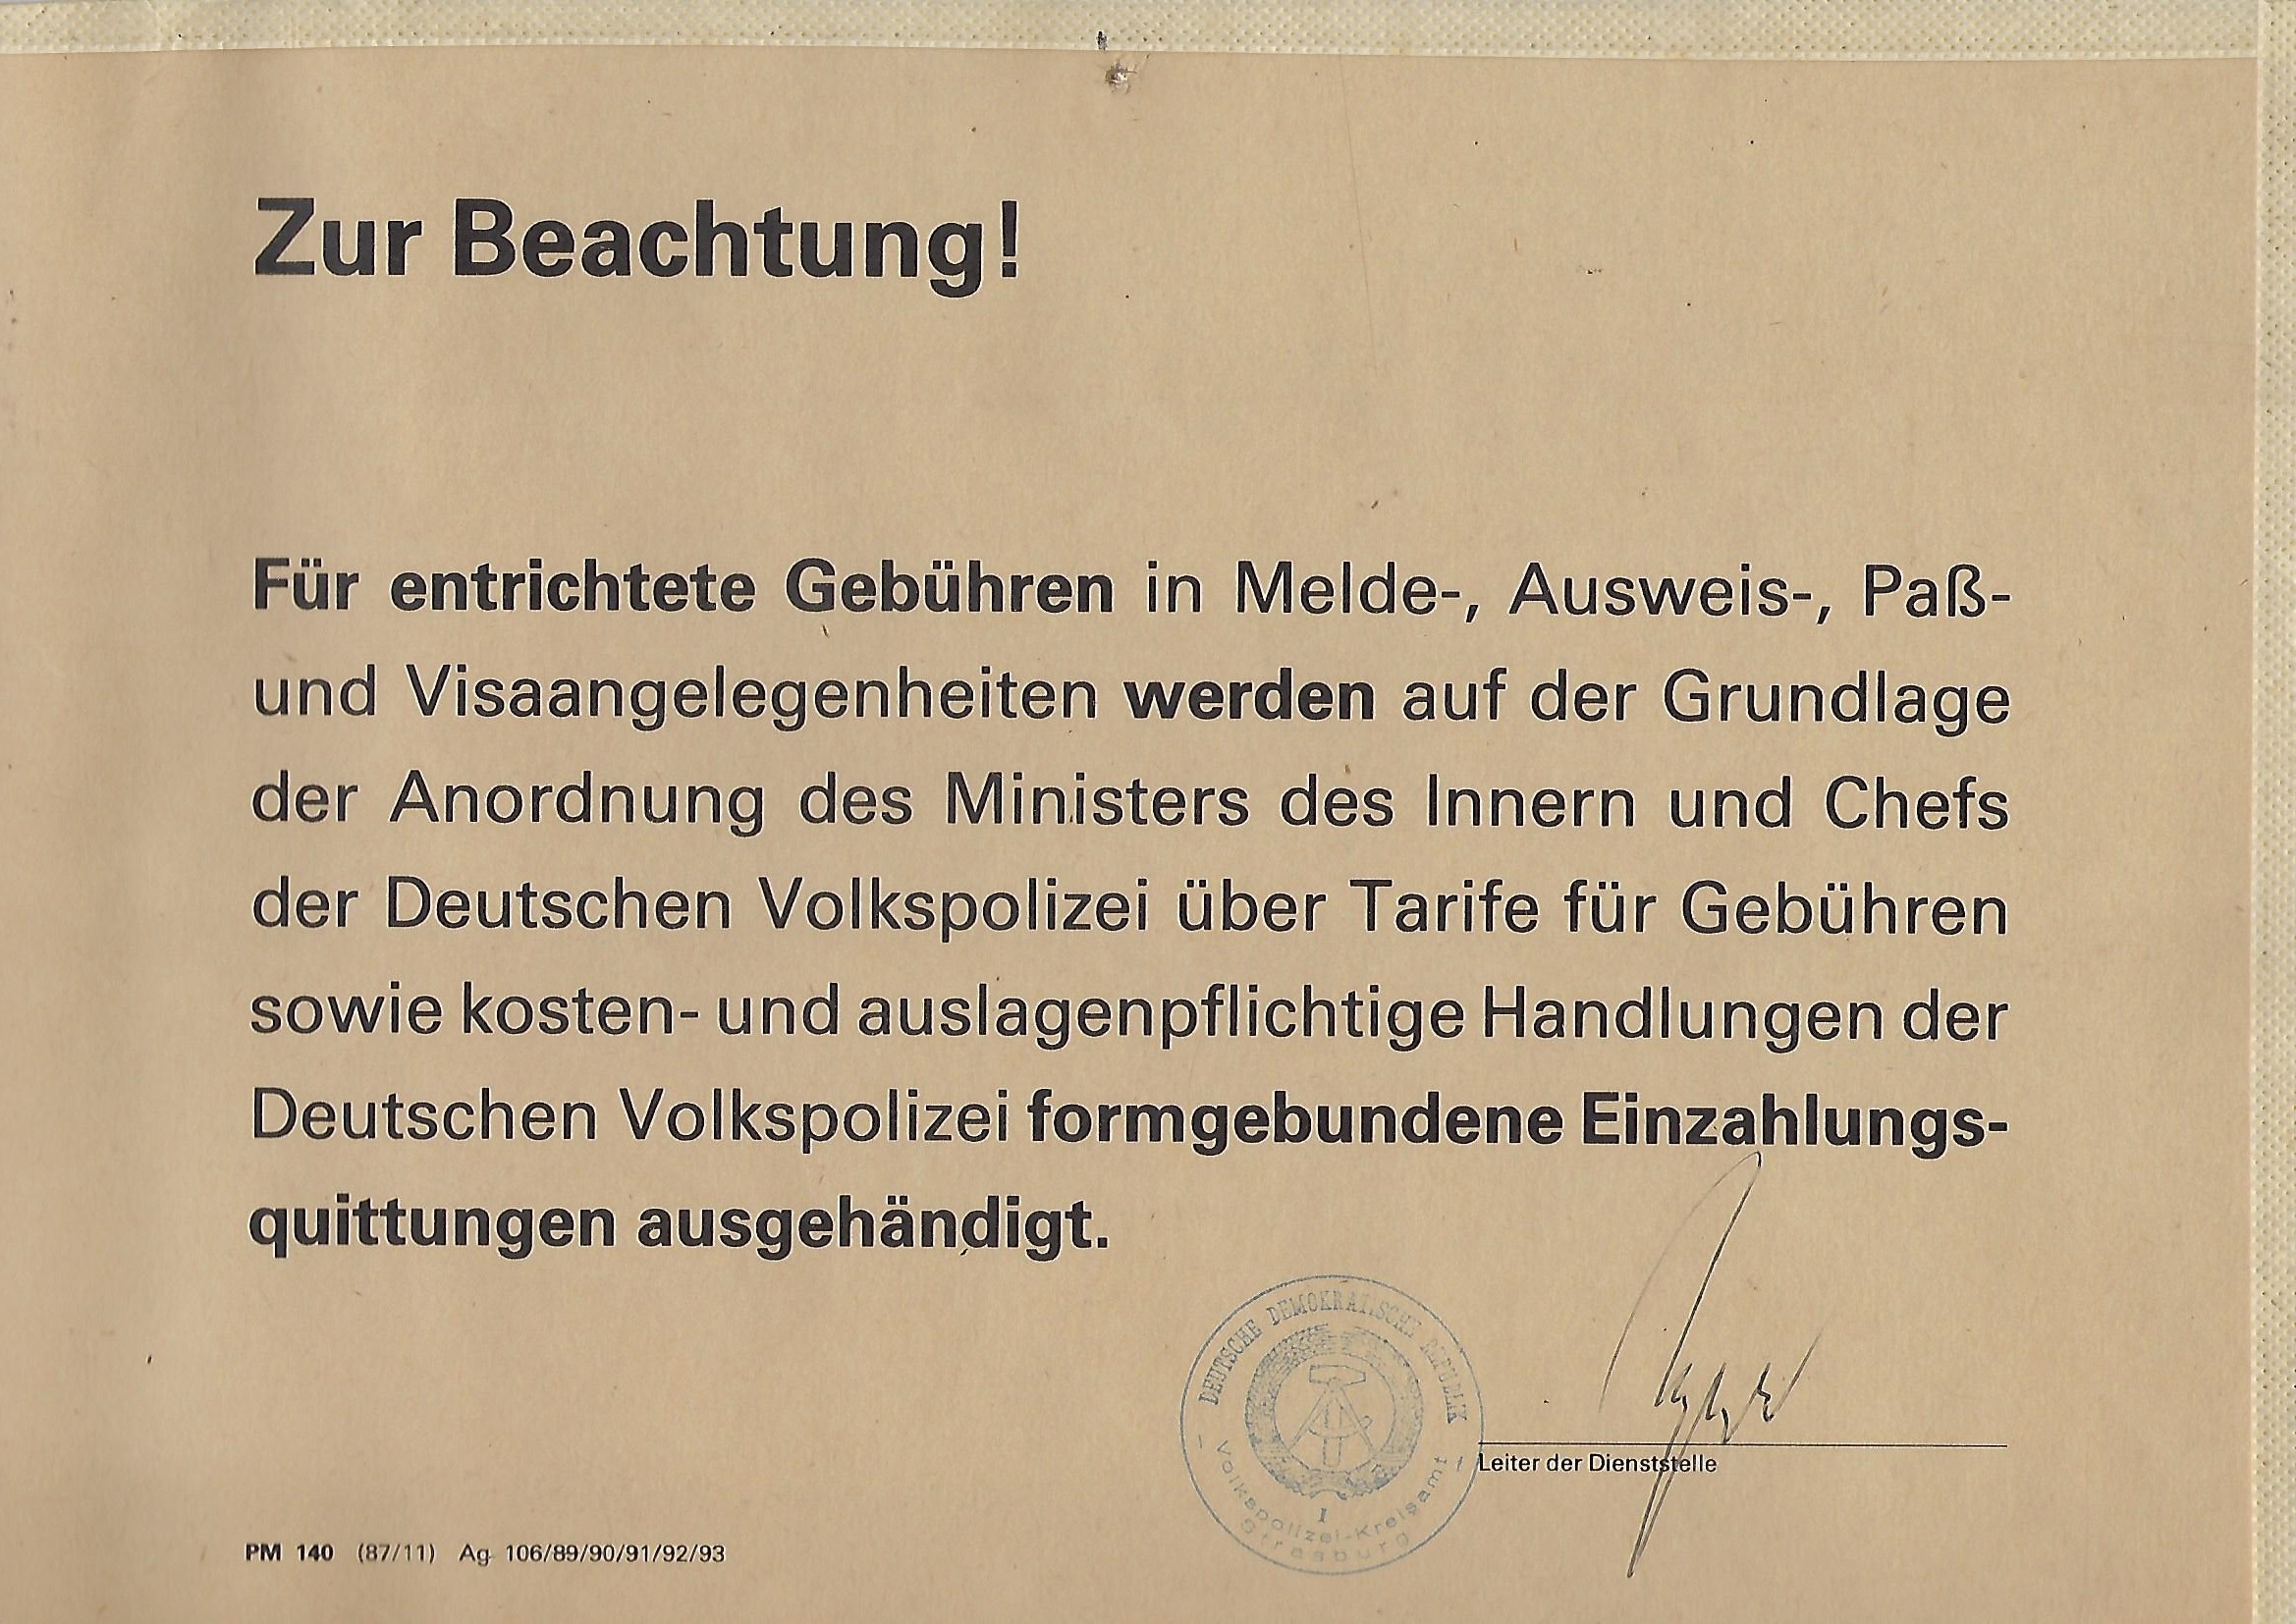 Zur Beachtung!
Für entrichtete Gebühren in Melde-, Ausweis-, Paß-
und Visaangelegenheiten werden auf der Grundlage
der Anordnung des Ministers des Innern und Chefs
der Deutschen Volkspolizei über Tarife für Gebühren
sowie kosten- und auslagenpflichtige Handlungen der
Deutschen Volkspolizei formgebundene Einzahlungs-
quittungen ausgehändigt.
DEUTSCHE DEMOKRATISCHE REPUBLIK
1
Volkspolizei-Kreisamt
Strasburg
Leiter der Dienststelle
PM 140 (87/11) Ag 106/89/90/91/92/93